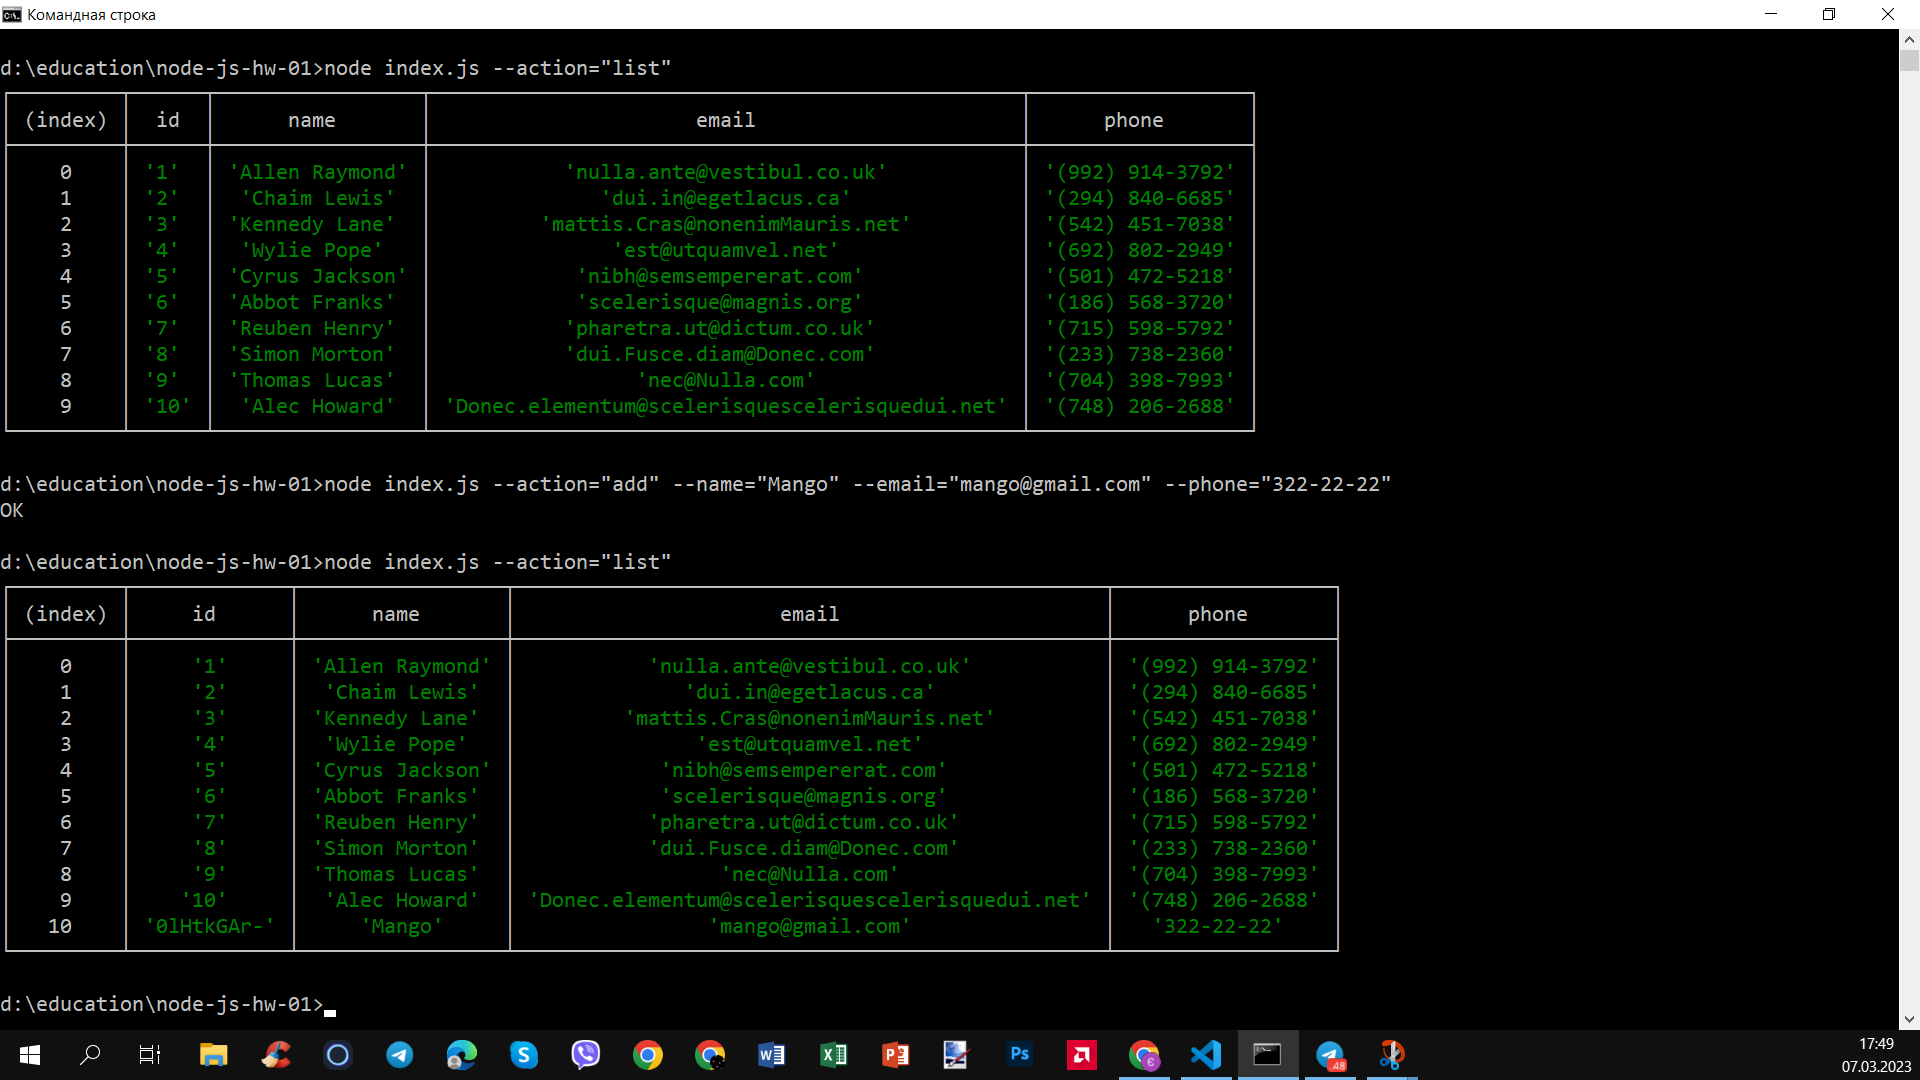 Командная строка
d:\education\node-js-hw-01>node index.js --action="list"
(index) id name email phone
0 '1' 'Allen Raymond' 'nulla.ante@vestibul.co.uk' '(992) 914-3792'
1 '2' 'Chaim Lewis' 'dui.in@egetlacus.ca' '(294) 840-6685'
2 '3' 'Kennedy Lane' 'mattis.Cras@nonenimMauris.net' '(542) 451-7038'
3 '4' 'Wylie Pope' 'est@utquamvel.net' '(692) 802-2949'
4 '5' 'Cyrus Jackson' 'nibh@semsempererat.com' '(501) 472-5218'
5 '6' 'Abbot Franks' 'scelerisque@magnis.org' '(186) 568-3720'
6 '7' 'Reuben Henry' 'pharetra.ut@dictum.co.uk' '(715) 598-5792'
7 '8' 'Simon Morton' 'dui.Fusce.diam@Donec.com' '(233) 738-2360'
8 '9' 'Thomas Lucas' 'nec@Nulla.com' '(704) 398-7993'
9 '10' 'Alec Howard' 'Donec.elementum@scelerisquescelerisquedui.net' '(748) 206-2688'
d:\education\node-js-hw-01>node index.js --action="add" --name="Mango" --email="mango@gmail.com" --phone="322-22-22"
OK
d:\education\node-js-hw-01>node index.js --action="list"
(index) id name email phone
0 '1' 'Allen Raymond' 'nulla.ante@vestibul.co.uk' '(992) 914-3792'
1 '2' 'Chaim Lewis' 'dui.in@egetlacus.ca' '(294) 840-6685'
2 '3' 'Kennedy Lane' 'mattis.Cras@nonenimMauris.net' '(542) 451-7038'
3 '4' 'Wylie Pope' 'est@utquamvel.net' '(692) 802-2949'
4 '5' 'Cyrus Jackson' 'nibh@semsempererat.com' '(501) 472-5218'
5 '6' 'Abbot Franks' 'scelerisque@magnis.org' '(186) 568-3720'
6 '7' 'Reuben Henry' 'pharetra.ut@dictum.co.uk' '(715) 598-5792'
7 '8' 'Simon Morton' 'dui.Fusce.diam@Donec.com' '(233) 738-2360'
8 '9' 'Thomas Lucas' 'nec@Nulla.com' '(704) 398-7993'
9 '10' 'Alec Howard' 'Donec.elementum@scelerisquescelerisquedui.net' '(748) 206-2688'
10 '0lHtkGAr-' 'Mango' 'mango@gmail.com' '322-22-22'
d:\education\node-js-hw-01>
17:49
07.03.2023